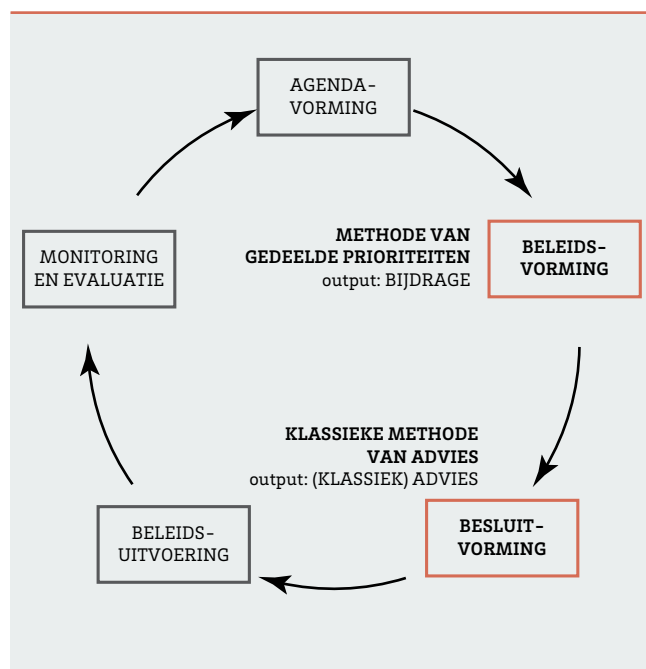 AGENDA-
VORMING
METHODE VAN
GEDEELDE PRIORITEITEN
output: BIJDRAGE
BELEIDS-
VORMING
MONITORING
EN EVALUATIE
KLASSIEKE METHODE
VAN ADVIES
output: (KLASSIEK) ADVIES
BESLUIT-
VORMING
BELEIDS-
UITVOERING